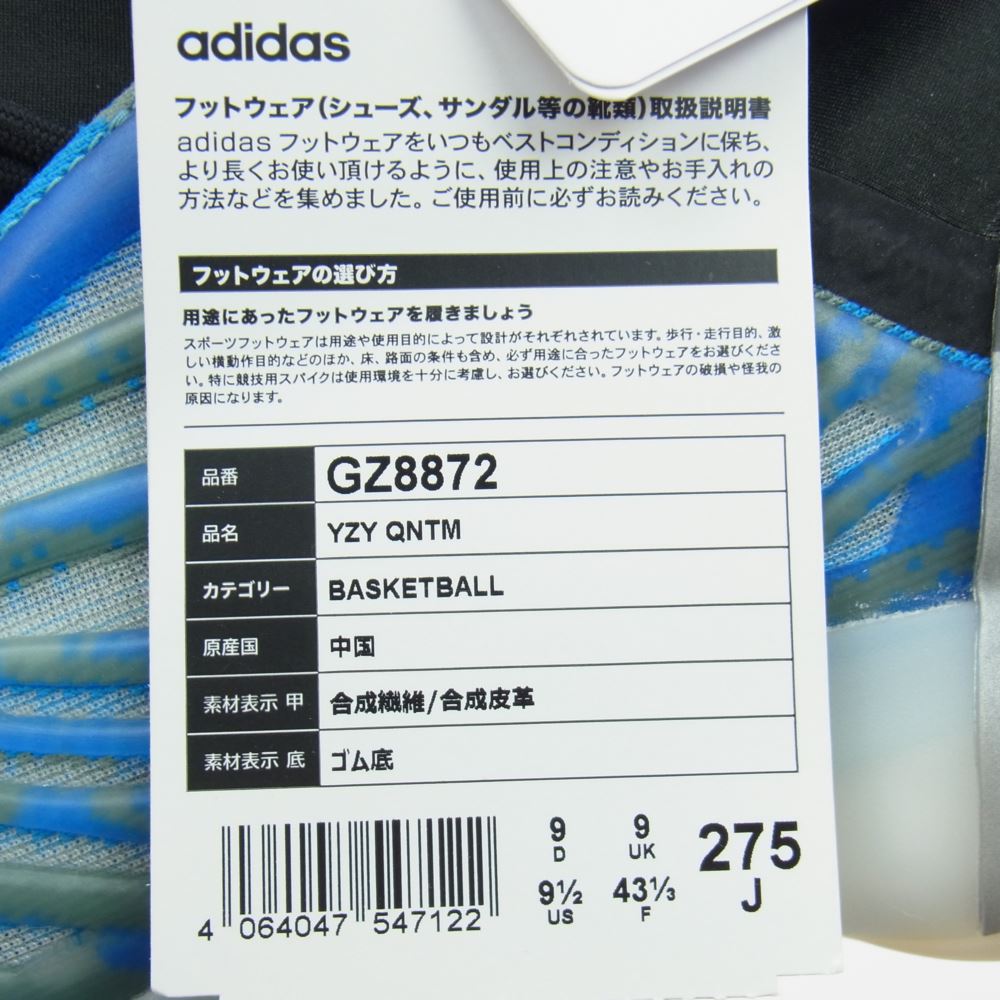 adidas
フットウェア(シューズ、サンダル等の靴類)取扱説明書
adidas フットウェアをいつもベストコンディションに保ち、
より長くお使い頂けるように、使用上の注意やお手入れの
方法などを集めました。ご使用前に必ずお読みください。
フットウェアの選び方
用途にあったフットウェアを履きましょう
スポーツフットウェアは用途や使用目的によって設計がそれぞれされています。歩行・走行目的、激
しい横動作目的などのほか、床、路面の条件も含め、必ず用途に合ったフットウェアをお選びくださ
い。特に競技用スパイクは使用環境を十分に考慮し、お選びください。フットウェアの破損や怪我の
原因になります。
品番 GZ8872
品名 YZY QNTM
カテゴリー BASKETBALL
原産国 中国
素材表示 甲 合成繊維/合成皮革
素材表示 底 ゴム底
9 9 275
D UK J
9½ 43⅓
US F
4 064047 547122